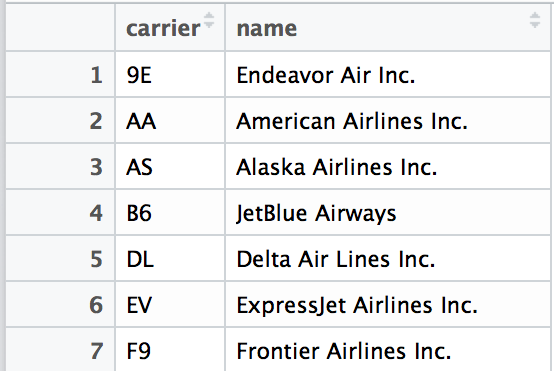 carrier name
1 9E Endeavor Air Inc.
2 AA American Airlines Inc.
3 AS Alaska Airlines Inc.
4 B6 JetBlue Airways
5 DL Delta Air Lines Inc.
6 EV ExpressJet Airlines Inc.
7 F9 Frontier Airlines Inc.